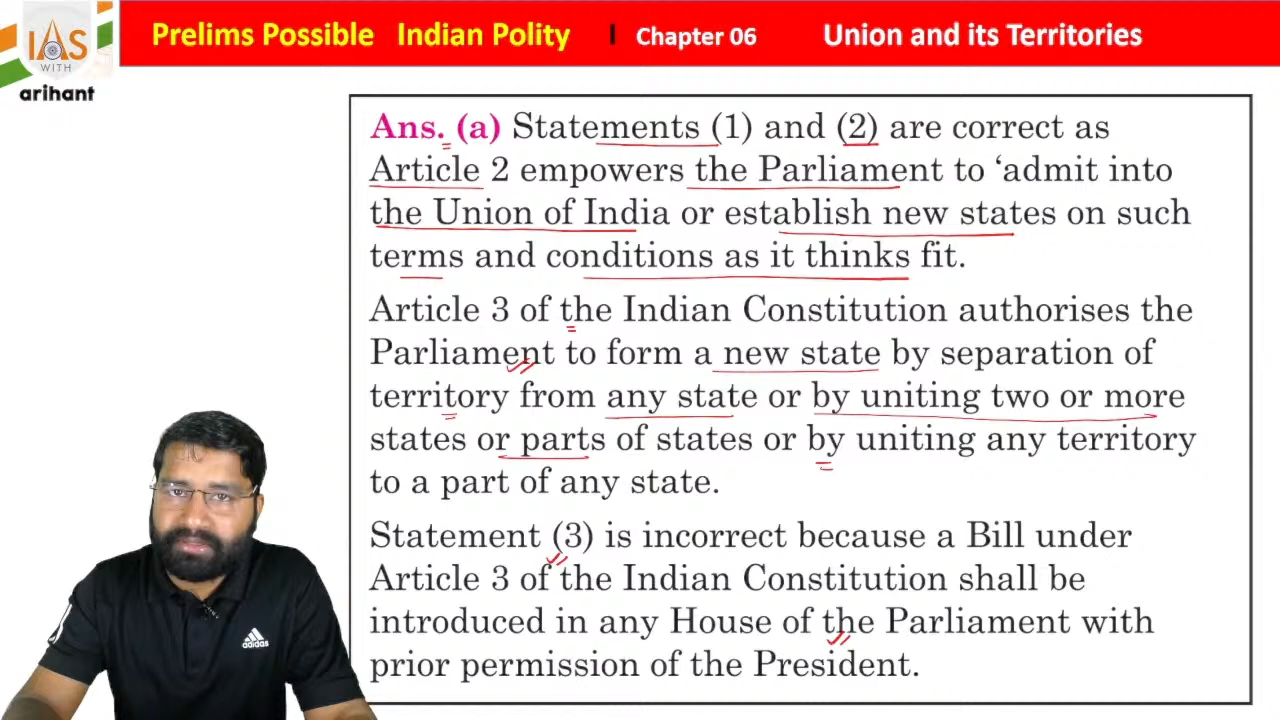 Prelims Possible Indian Polity Chapter 06 Union and its Territories
IAS
WITH
arihant
Ans. (a) Statements (1) and (2) are correct as
Article 2 empowers the Parliament to ‘admit into
the Union of India or establish new states on such
terms and conditions as it thinks fit.
Article 3 of the Indian Constitution authorises the
Parliament to form a new state by separation of
territory from any state or by uniting two or more
states or parts of states or by uniting any territory
to a part of any state.
Statement (3) is incorrect because a Bill under
Article 3 of the Indian Constitution shall be
introduced in any House of the Parliament with
prior permission of the President.
adidas